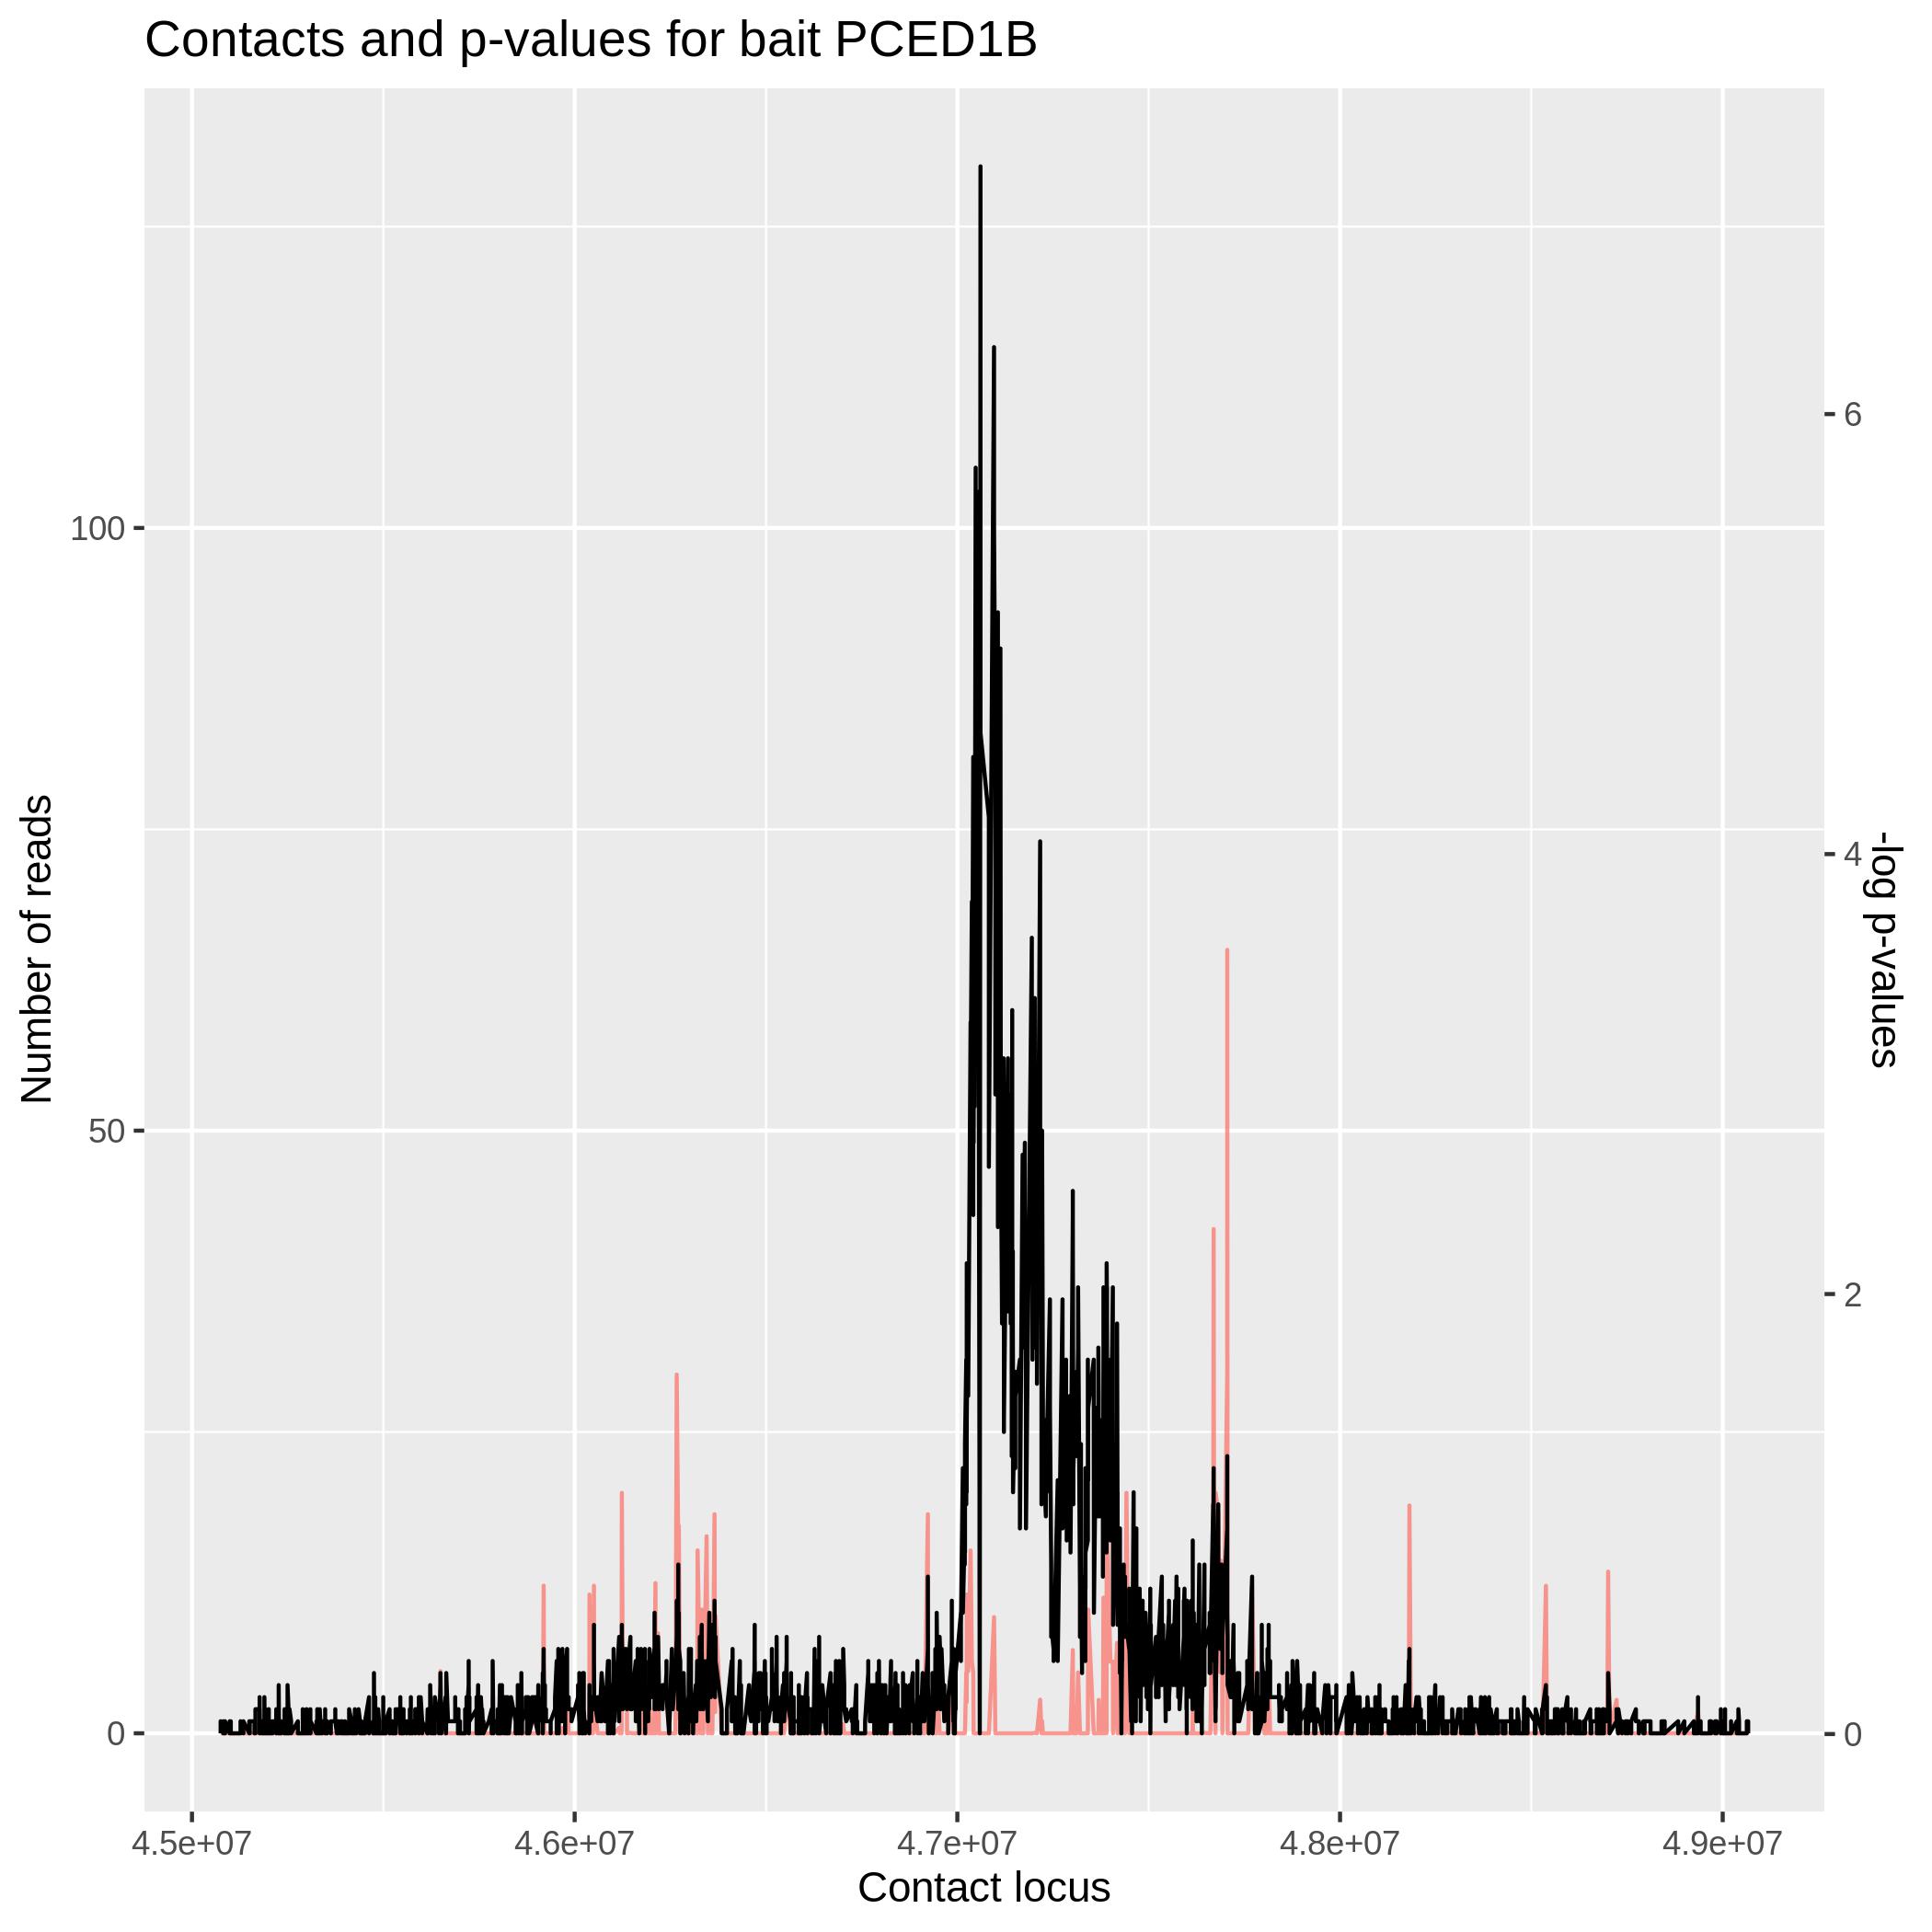 Contacts and p-values for bait PCED1B
Number of reads
100
50
0
6
4
2
0
-log p-values
4.5e+07 4.6e+07 4.7e+07 4.8e+07 4.9e+07
Contact locus